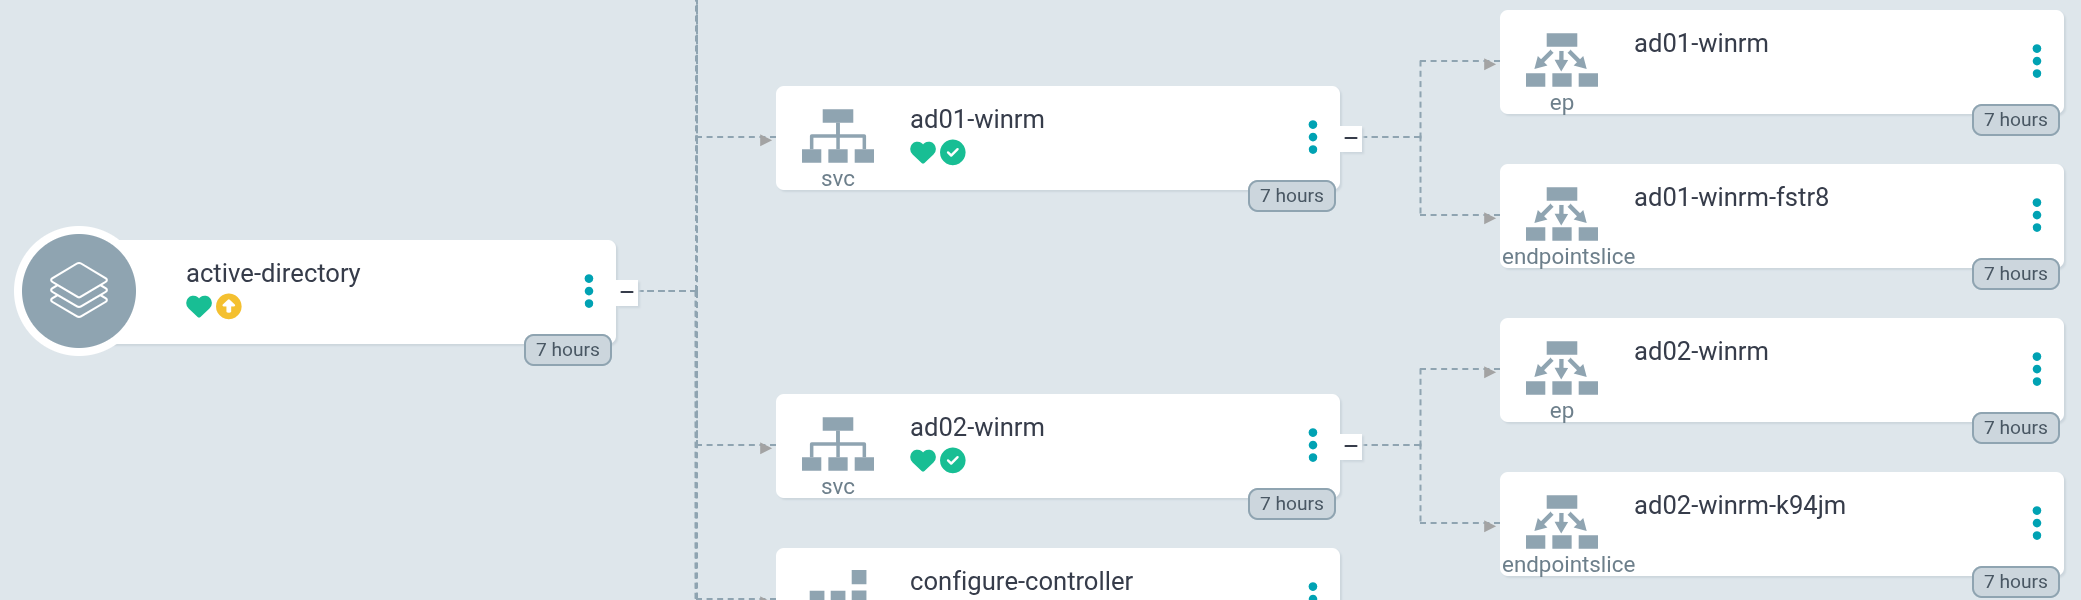 active-directory
7 hours
ad01-winrm
svc
7 hours
ad02-winrm
svc
7 hours
configure-controller
ad01-winrm
ep
7 hours
ad01-winrm-fstr8
endpointslice
7 hours
ad02-winrm
ep
7 hours
ad02-winrm-k94jm
endpointslice
7 hours